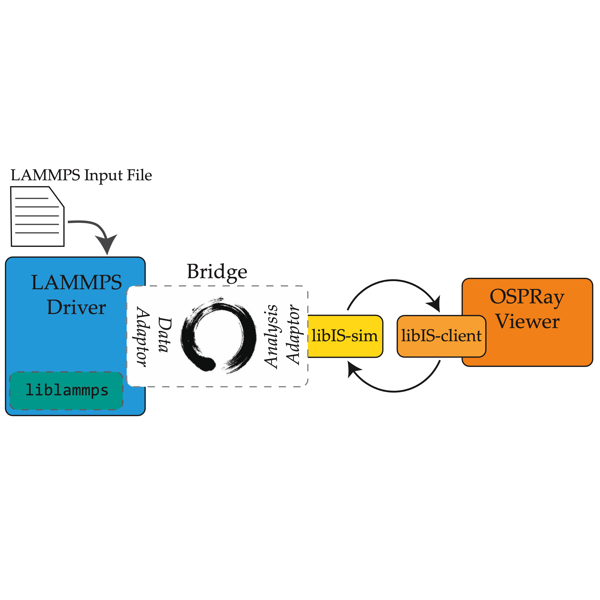 LAMMPS Input File
LAMMPS
Driver
liblammps
Bridge
Data
Adaptor
Analysis
Adaptor
libIS-sim
libIS-client
OSPRay
Viewer